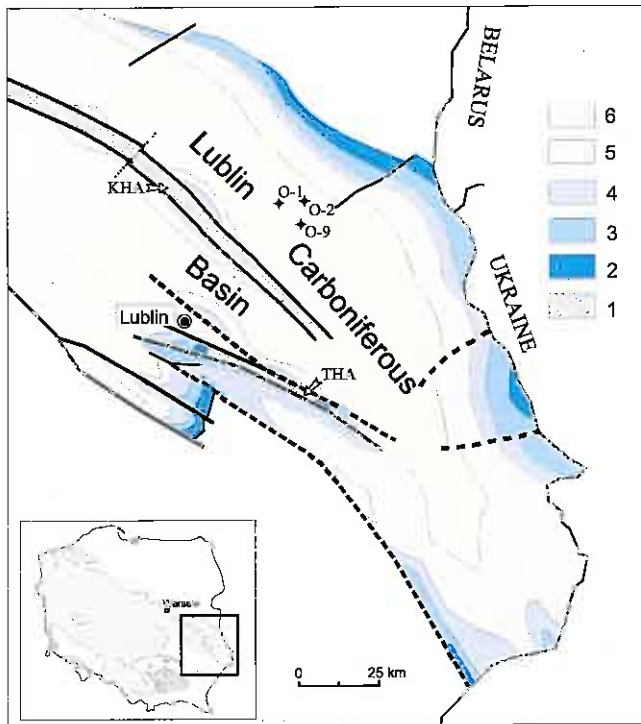 BELARUS
6
5
4
3
2
1
Lublin
Carboniferous
Basin
KHA
O-1
O-2
O-9
UKRAINE
Lublin
THA
0 25 km